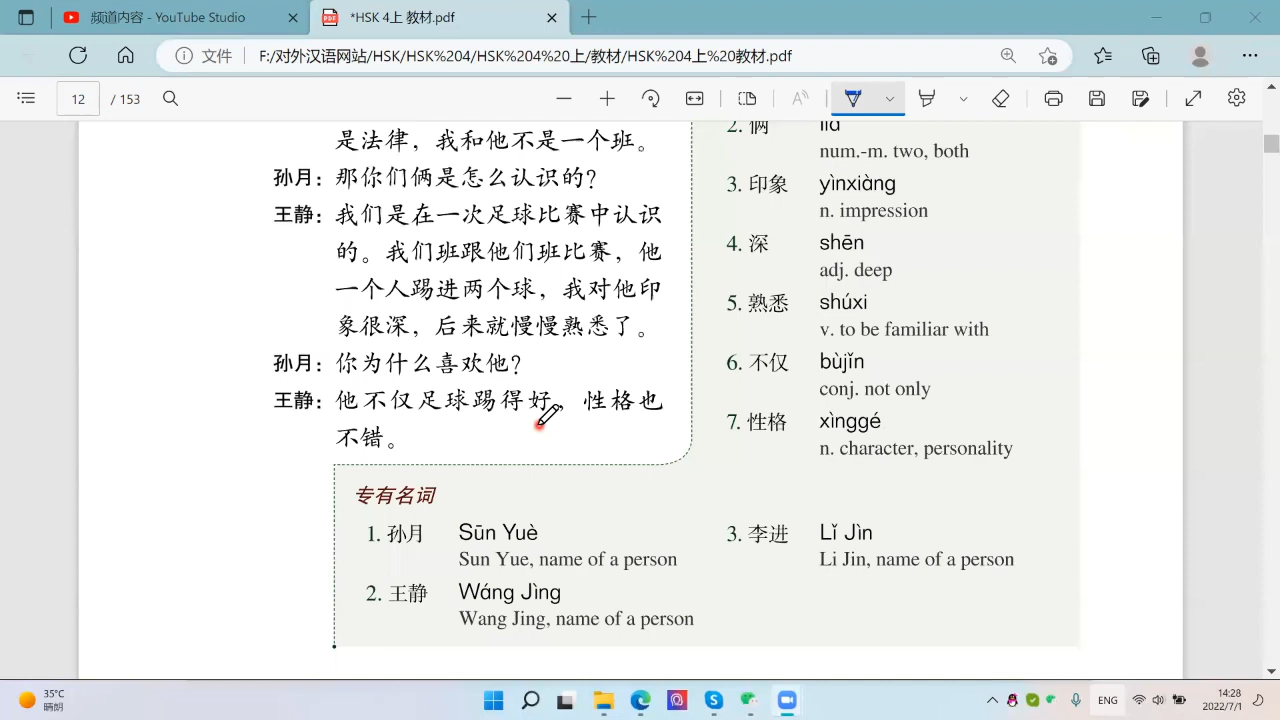 频道内容 - YouTube Studio
*HSK 4上 教材.pdf
文件
F:/对外汉语网站/HSK/HSK%204/HSK%204%20上/教材/HSK%204上%20教材.pdf
12 / 153
是法律，我和他不是一个班。
孙月：那你们俩是怎么认识的？
王静：我们是在一次足球比赛中认识
的。我们班跟他们班比赛，他
一个人踢进两个球，我对他印
象很深，后来就慢慢熟悉了。
孙月：你为什么喜欢他？
王静：他不仅足球踢得好，性格也
不错。
2. 俩 liǎ
num.-m. two, both
3. 印象 yìnxiàng
n. impression
4. 深 shēn
adj. deep
5. 熟悉 shúxi
v. to be familiar with
6. 不仅 bùjǐn
conj. not only
7. 性格 xìnggé
n. character, personality
专有名词
1. 孙月 Sūn Yuè
Sun Yue, name of a person
2. 王静 Wáng Jìng
Wang Jing, name of a person
3. 李进 Lǐ Jìn
Li Jin, name of a person
35°C
晴朗
ENG
14:28
2022/7/1